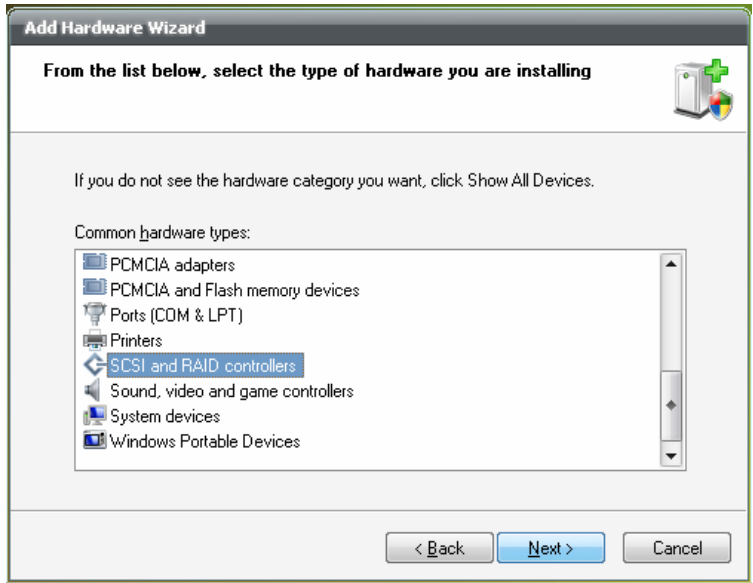 Add Hardware Wizard
From the list below, select the type of hardware you are installing
If you do not see the hardware category you want, click Show All Devices.
Common hardware types:
PCMCIA adapters
PCMCIA and Flash memory devices
Ports (COM & LPT)
Printers
SCSI and RAID controllers
Sound, video and game controllers
System devices
Windows Portable Devices
< Back Next > Cancel